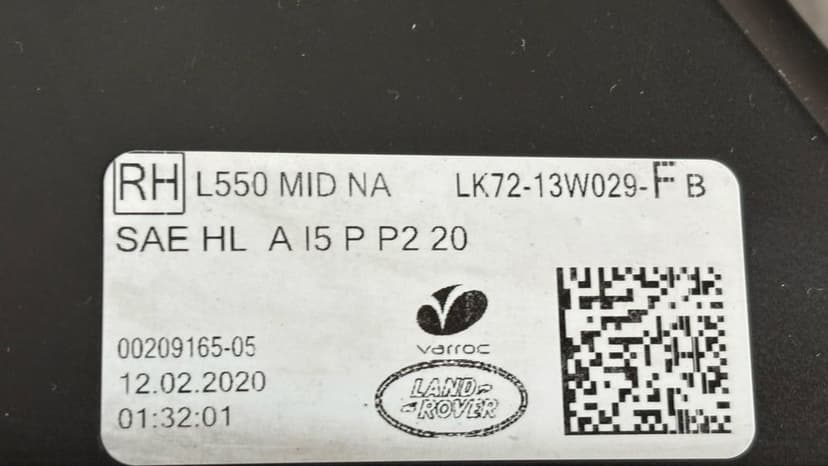 RH L550 MID NA LK72-13W029-F B
SAE HL A I5 P P2 20
varroc
00209165-05
12.02.2020
01:32:01
LAND-
-ROVER